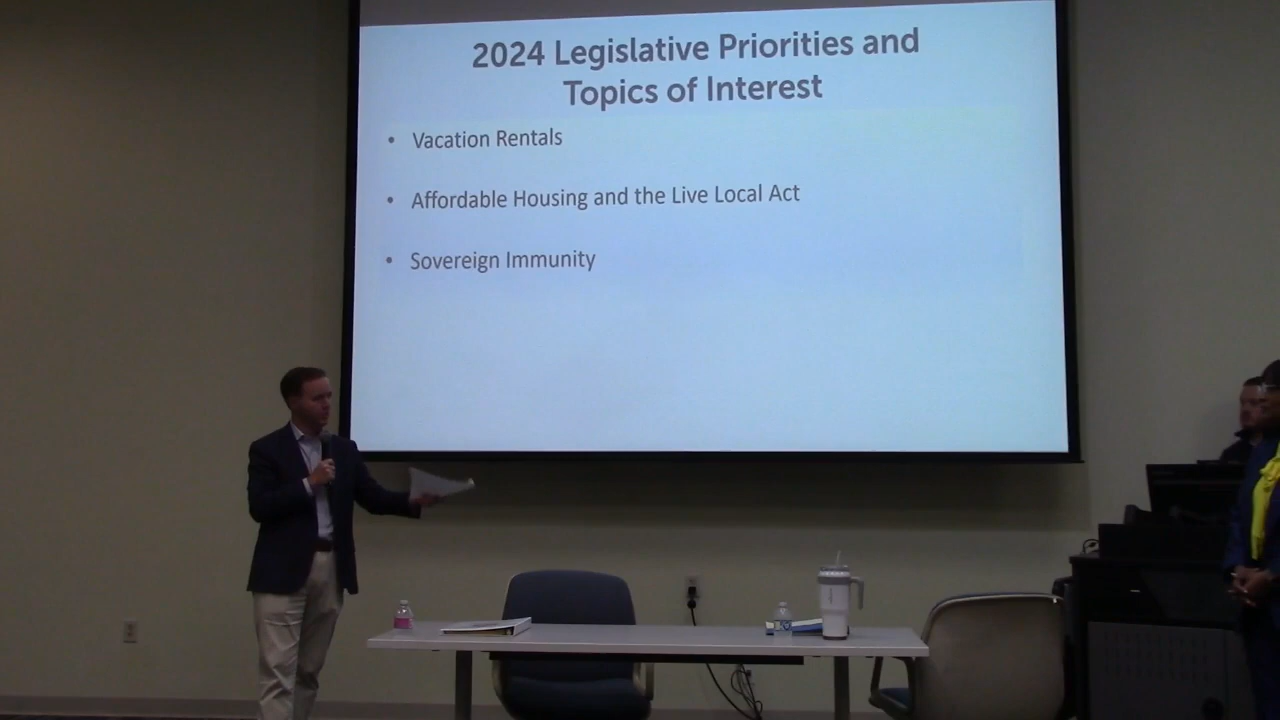 2024 Legislative Priorities and
Topics of Interest
• Vacation Rentals
• Affordable Housing and the Live Local Act
• Sovereign Immunity